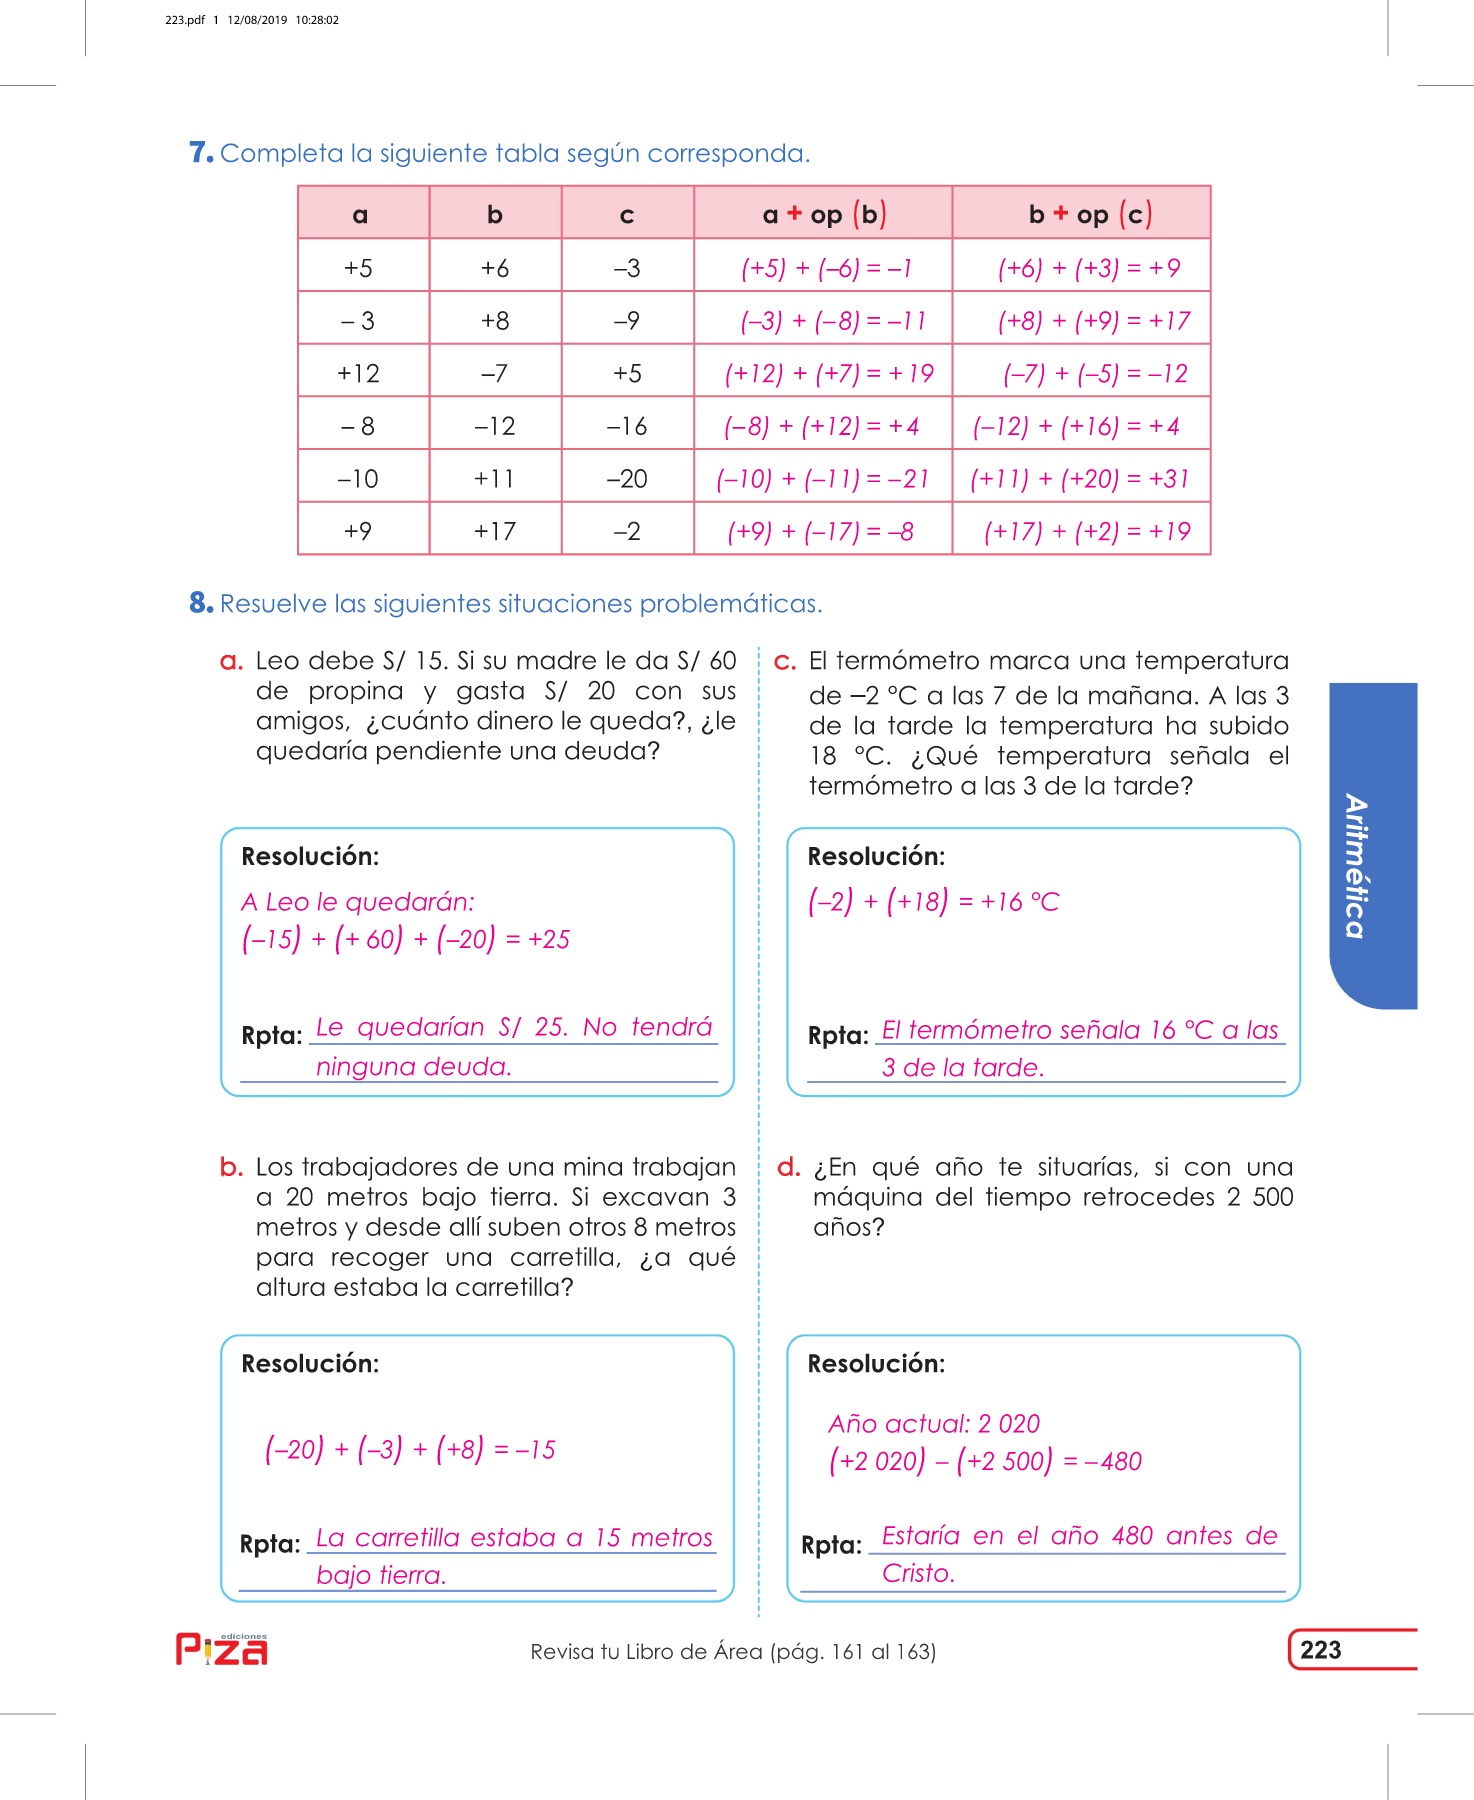 223.pdf 1 12/08/2019 10:28:02
7. Completa la siguiente tabla según corresponda.
a b c a + op (b) b + op (c)
+5 +6 –3 (+5) + (–6) = –1 (+6) + (+3) = +9
– 3 +8 –9 (–3) + (–8) = –11 (+8) + (+9) = +17
+12 –7 +5 (+12) + (+7) = + 19 (–7) + (–5) = –12
– 8 –12 –16 (–8) + (+12) = +4 (–12) + (+16) = +4
–10 +11 –20 (–10) + (–11) = –21 (+11) + (+20) = +31
+9 +17 –2 (+9) + (–17) = –8 (+17) + (+2) = +19
8. Resuelve las siguientes situaciones problemáticas.
a. Leo debe S/ 15. Si su madre le da S/ 60
de propina y gasta S/ 20 con sus
amigos, ¿cuánto dinero le queda?, ¿le
quedaría pendiente una deuda?
Resolución:
A Leo le quedarán:
(–15) + (+ 60) + (–20) = +25
Rpta: Le quedarían S/ 25. No tendrá
ninguna deuda.
b. Los trabajadores de una mina trabajan
a 20 metros bajo tierra. Si excavan 3
metros y desde allí suben otros 8 metros
para recoger una carretilla, ¿a qué
altura estaba la carretilla?
Resolución:
(–20) + (–3) + (+8) = –15
Rpta: La carretilla estaba a 15 metros
bajo tierra.
c. El termómetro marca una temperatura
de –2 °C a las 7 de la mañana. A las 3
de la tarde la temperatura ha subido
18 °C. ¿Qué temperatura señala el
termómetro a las 3 de la tarde?
Resolución:
(–2) + (+18) = +16 °C
Rpta: El termómetro señala 16 °C a las
3 de la tarde.
d. ¿En qué año te situarías, si con una
máquina del tiempo retrocedes 2 500
años?
Resolución:
Año actual: 2 020
(+2 020) – (+2 500) = –480
Rpta: Estaría en el año 480 antes de
Cristo.
Aritmética
ediciones
Piza
Revisa tu Libro de Área (pág. 161 al 163)
223